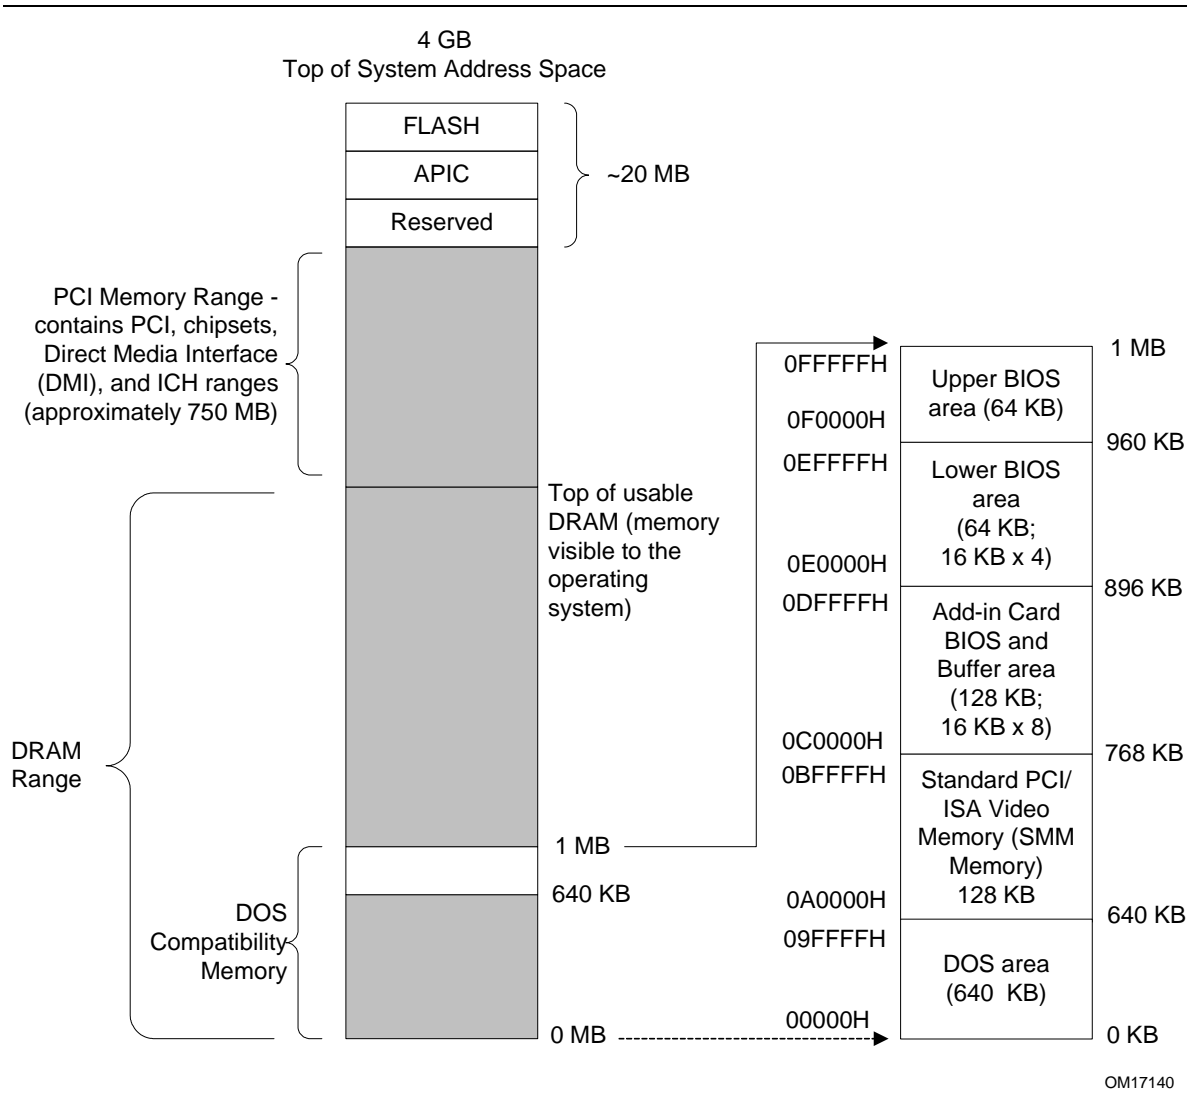 4 GB
Top of System Address Space
FLASH
APIC
Reserved
~20 MB
PCI Memory Range -
contains PCI, chipsets,
Direct Media Interface
(DMI), and ICH ranges
(approximately 750 MB)
Top of usable
DRAM (memory
visible to the
operating
system)
DRAM
Range
1 MB
640 KB
DOS
Compatibility
Memory
0 MB
0FFFFFH
0F0000H
0EFFFFH
0E0000H
0DFFFFH
0C0000H
0BFFFFH
0A0000H
09FFFFH
00000H
Upper BIOS
area (64 KB)
Lower BIOS
area
(64 KB;
16 KB x 4)
Add-in Card
BIOS and
Buffer area
(128 KB;
16 KB x 8)
Standard PCI/
ISA Video
Memory (SMM
Memory)
128 KB
DOS area
(640  KB)
1 MB
960 KB
896 KB
768 KB
640 KB
0 KB
OM17140